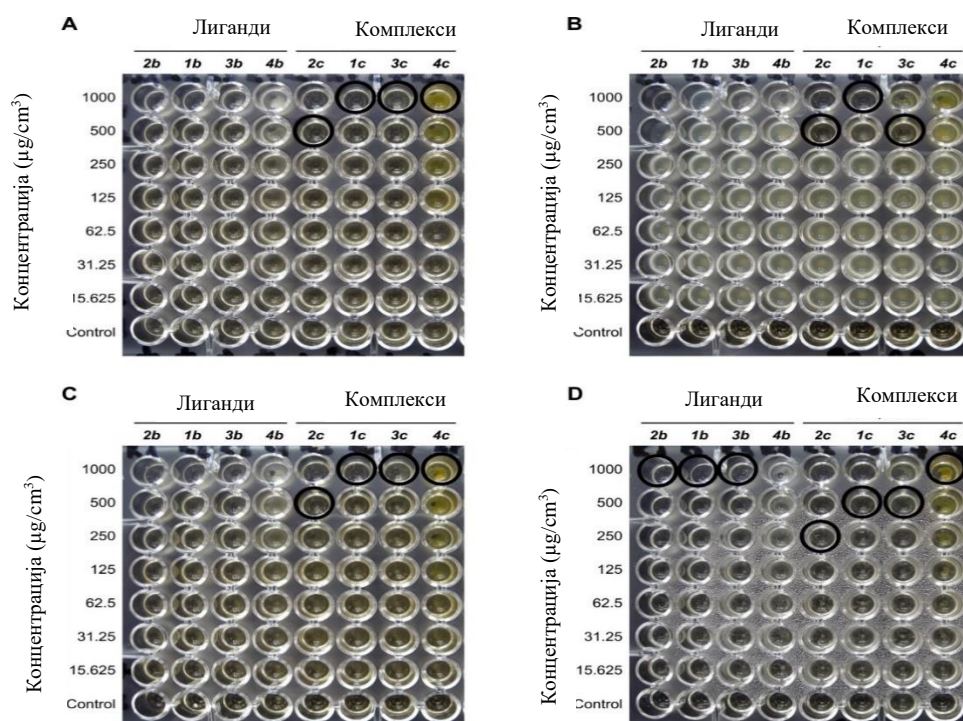 A
Лиганди
Комплекси
2b 1b 3b 4b 2c 1c 3c 4c
Концентрација (µg/cm³)
1000
500
250
125
62.5
31.25
15.625
Control
B
Лиганди
Комплекси
2b 1b 3b 4b 2c 1c 3c 4c
Концентрација (µg/cm³)
1000
500
250
125
62.5
31.25
15.625
Control
C
Лиганди
Комплекси
2b 1b 3b 4b 2c 1c 3c 4c
Концентрација (µg/cm³)
1000
500
250
125
62.5
31.25
15.625
Control
D
Лиганди
Комплекси
2b 1b 3b 4b 2c 1c 3c 4c
Концентрација (µg/cm³)
1000
500
250
125
62.5
31.25
15.625
Control